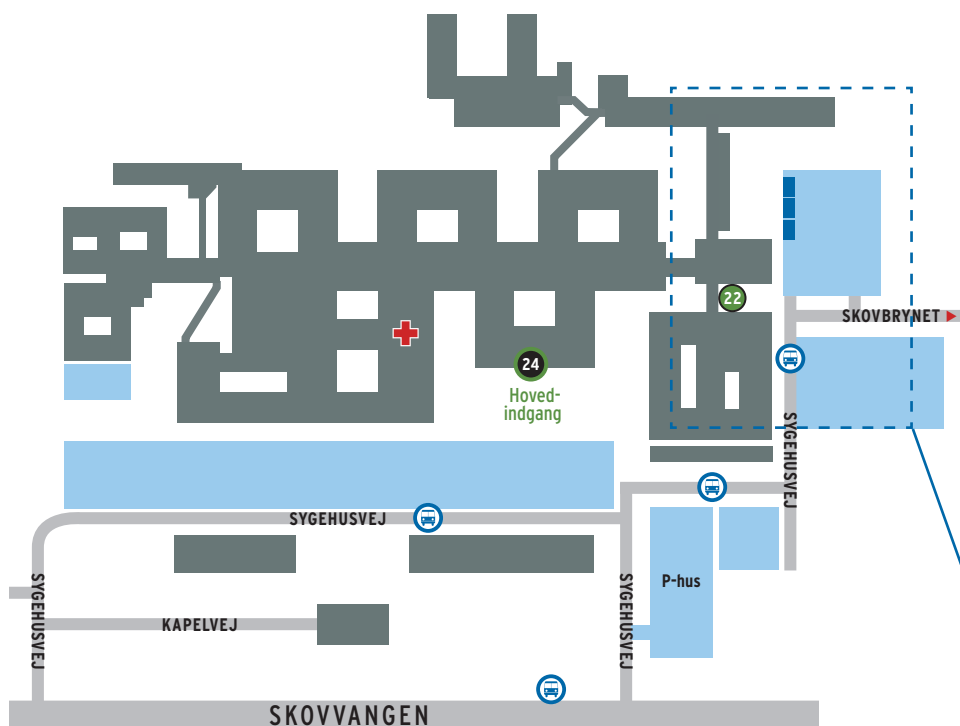 22
SKOVBRYNET
24
Hoved-
indgang
SYGEHUSVEJ
SYGEHUSVEJ
SYGEHUSVEJ
P-hus
SYGEHUSVEJ
KAPELVEJ
SKOVVANGEN